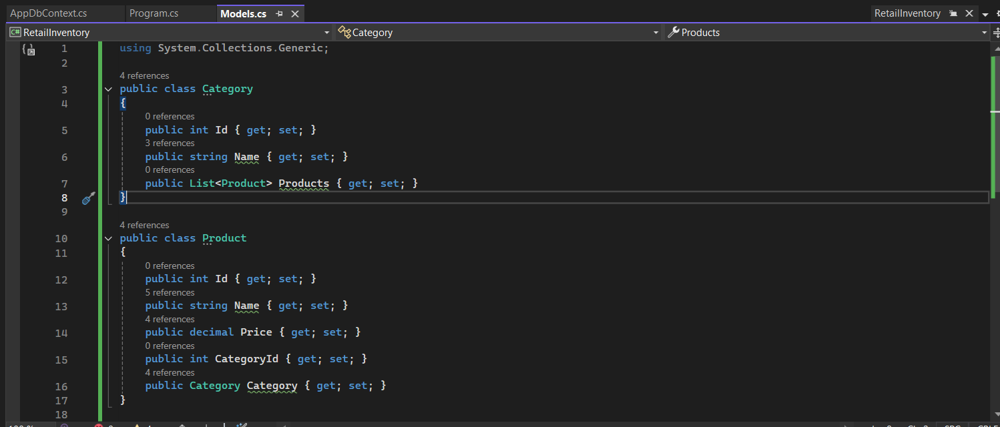 AppDbContext.cs Program.cs Models.cs RetailInventory
C# RetailInventory Category Products
1 using System.Collections.Generic;
2
4 references
3 public class Category
4 {
0 references
5 public int Id { get; set; }
3 references
6 public string Name { get; set; }
0 references
7 public List<Product> Products { get; set; }
8 }
9
4 references
10 public class Product
11 {
0 references
12 public int Id { get; set; }
5 references
13 public string Name { get; set; }
4 references
14 public decimal Price { get; set; }
0 references
15 public int CategoryId { get; set; }
4 references
16 public Category Category { get; set; }
17 }
18